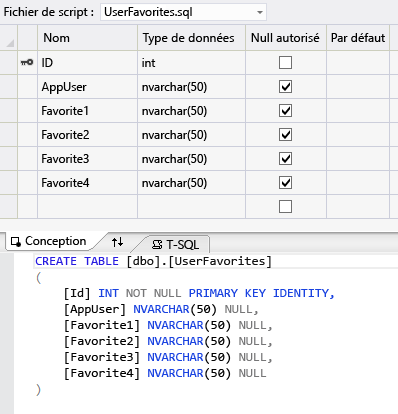 Fichier de script : UserFavorites.sql
Nom Type de données Null autorisé Par défaut
ID int
AppUser nvarchar(50)
Favorite1 nvarchar(50)
Favorite2 nvarchar(50)
Favorite3 nvarchar(50)
Favorite4 nvarchar(50)
Conception T-SQL
CREATE TABLE [dbo].[UserFavorites]
(
[Id] INT NOT NULL PRIMARY KEY IDENTITY,
[AppUser] NVARCHAR(50) NULL,
[Favorite1] NVARCHAR(50) NULL,
[Favorite2] NVARCHAR(50) NULL,
[Favorite3] NVARCHAR(50) NULL,
[Favorite4] NVARCHAR(50) NULL
)